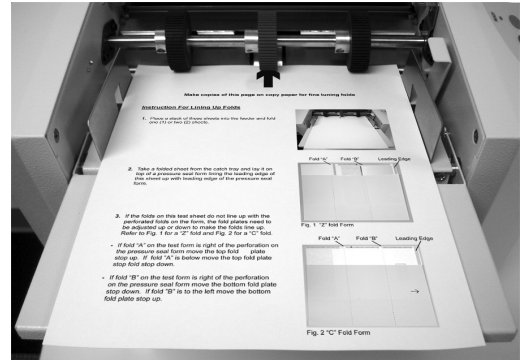 Make copies of this page on copy paper for fine tuning folds
Instruction For Lining Up Folds
1. Place a stack of these sheets into the feeder and fold
one (1) or two (2) sheets.
2. Take a folded sheet from the catch tray and lay it on
top of a pressure seal form lining the leading edge of
this sheet up with leading edge of the pressure seal
form.
Fold "A" Fold "B" Leading Edge
Fig. 1 "Z" fold Form
3. If the folds on this test sheet do not line up with the
perforated folds on the form, the fold plates need to
be adjusted up or down to make the folds line up.
Refer to Fig. 1 for a "Z" fold and Fig. 2 for a "C" fold.
- If fold "A" on the test form is right of the perforation on
the pressure seal form move the top fold plate
stop up. If fold "A" is below move the top fold plate
stop fold stop down.
- If fold "B" on the test form is right of the perforation
on the pressure seal form move the bottom fold plate
stop down. If fold "B" is to the left move the bottom
fold plate stop up.
Fold "A" Fold "B" Leading Edge
Fig. 2 "C" Fold Form